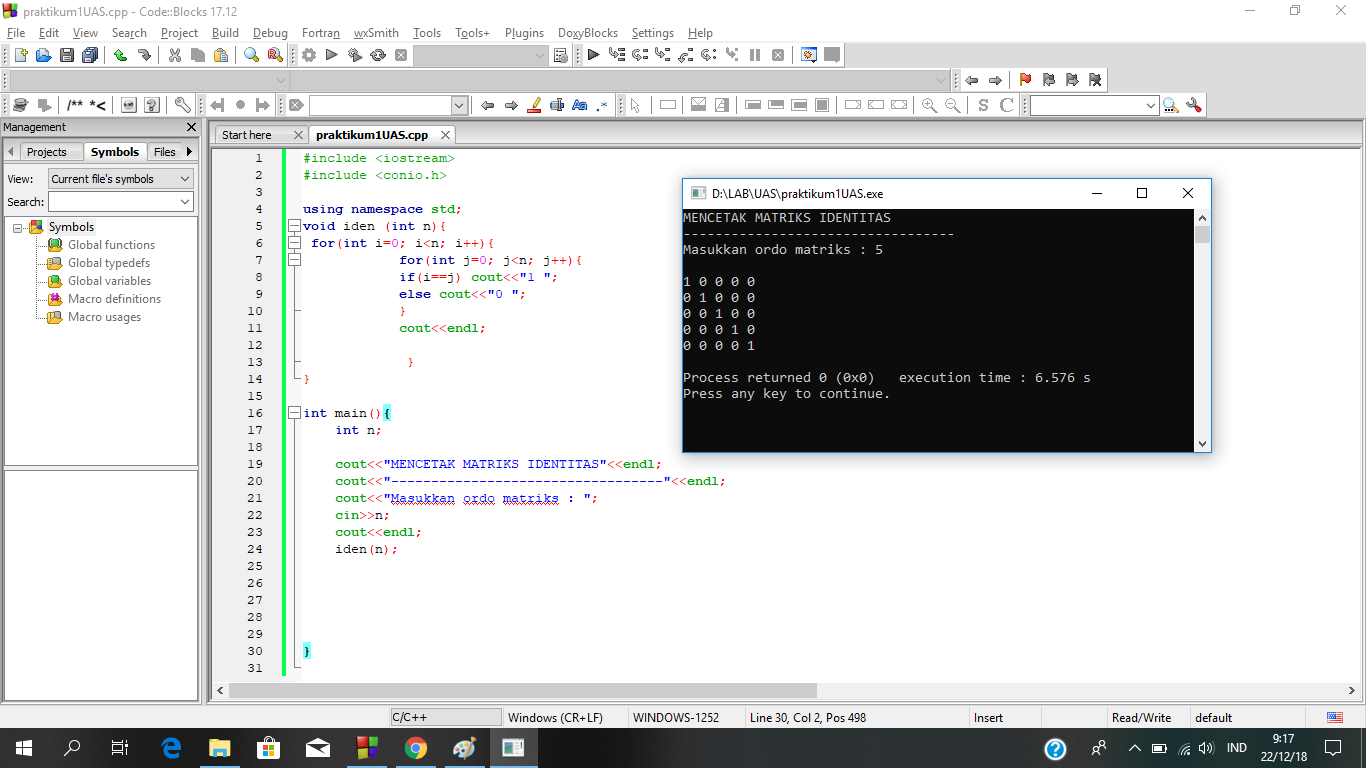 praktikum1UAS.cpp - Code::Blocks 17.12
File Edit View Search Project Build Debug Fortran wxSmith Tools Tools+ Plugins DoxyBlocks Settings Help
/** *<
Aa .*
S C
Management
Projects Symbols Files
View: Current file's symbols
Search:
Symbols
Global functions
Global typedefs
Global variables
Macro definitions
Macro usages
Start here praktikum1UAS.cpp
1 #include <iostream>
2 #include <conio.h>
3
4 using namespace std;
5 void iden (int n){
6 for(int i=0; i<n; i++){
7 for(int j=0; j<n; j++){
8 if(i==j) cout<<"1 ";
9 else cout<<"0 ";
10 }
11 cout<<endl;
12
13 }
14 }
15
16 int main(){
17 int n;
18
19 cout<<"MENCETAK MATRIKS IDENTITAS"<<endl;
20 cout<<"----------------------------------"<<endl;
21 cout<<"Masukkan ordo matriks : ";
22 cin>>n;
23 cout<<endl;
24 iden(n);
25
26
27
28
29
30 }
31
D:\LAB\UAS\praktikum1UAS.exe
MENCETAK MATRIKS IDENTITAS
----------------------------------
Masukkan ordo matriks : 5
1 0 0 0 0
0 1 0 0 0
0 0 1 0 0
0 0 0 1 0
0 0 0 0 1
Process returned 0 (0x0) execution time : 6.576 s
Press any key to continue.
C/C++ Windows (CR+LF) WINDOWS-1252 Line 30, Col 2, Pos 498 Insert Read/Write default
IND
9:17
22/12/18